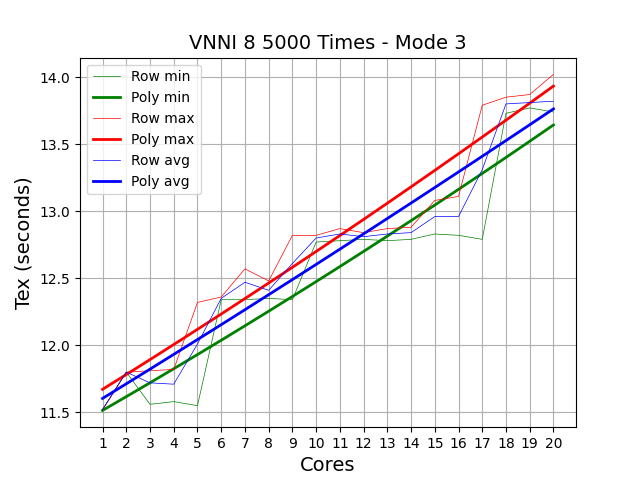 VNNI 8 5000 Times - Mode 3
Row min
Poly min
Row max
Poly max
Row avg
Poly avg
14.0
13.5
13.0
12.5
12.0
11.5
Tex (seconds)
1 2 3 4 5 6 7 8 9 10 11 12 13 14 15 16 17 18 19 20
Cores